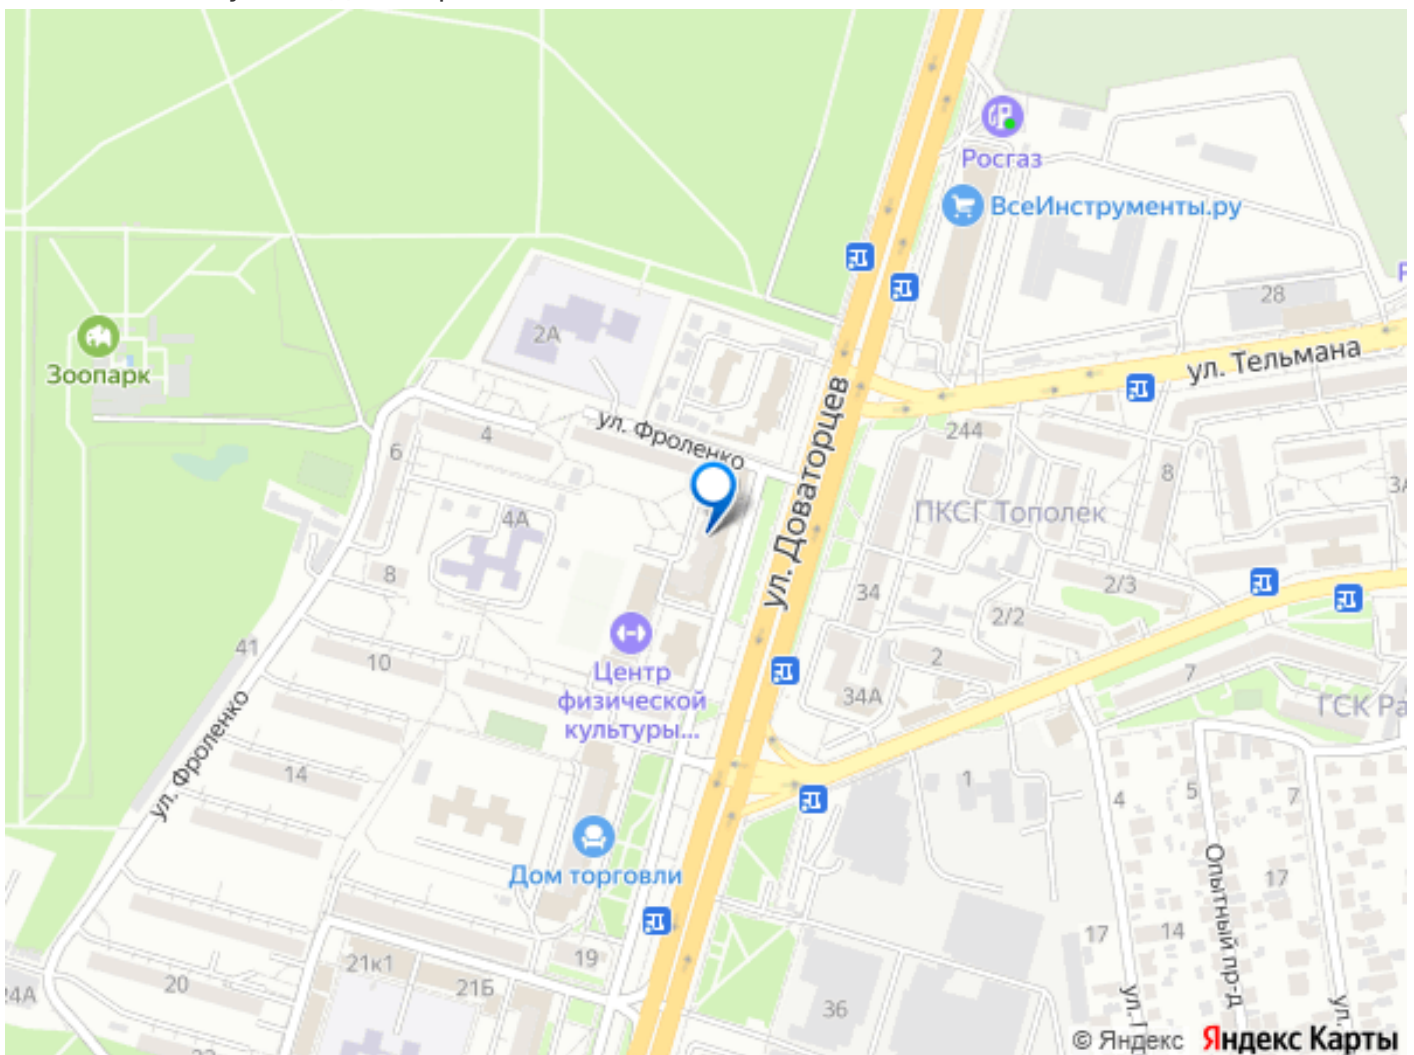 Росгаз
ВсеИнструменты.ру
28
2А
Зоопарк
ул. Тельмана
ул. Фроленко
ул. Доваторцев
4
6
244
8
4А
ПКСГ Тополек
8
34
2/3
2/2
41
10
Центр
физической
культуры...
2
34А
7
ГСК Ра
ул. Фроленко
14
1
4
5
7
Дом торговли
Опытный пр-д
17
17
14
19
21к1
21Б
20
24А
36
ул.
ул.
© Яндекс Яндекс Карты